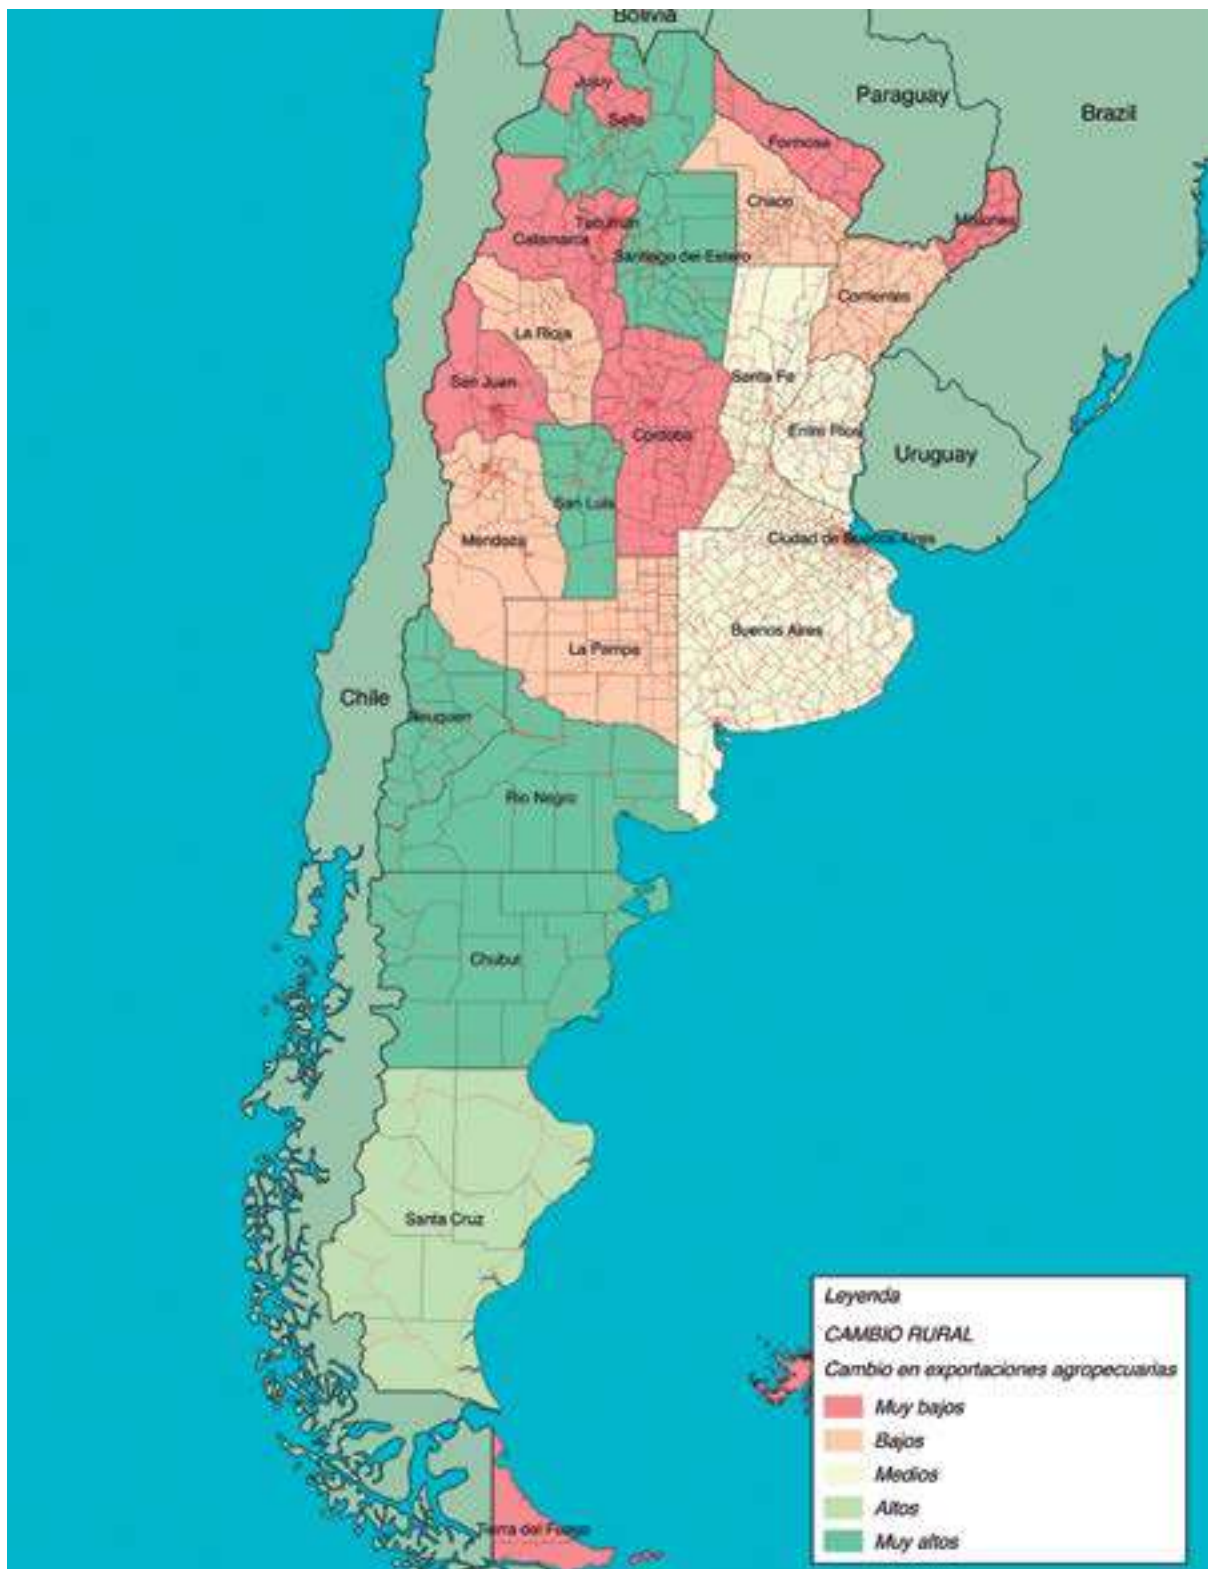 Bolivia
Paraguay
Brazil
Jujuy
Salta
Formosa
Chaco
Misiones
Tucumán
Catamarca
Santiago del Estero
Corrientes
La Rioja
Santa Fe
San Juan
Córdoba
Entre Ríos
Uruguay
San Luis
Mendoza
Ciudad de Buenos Aires
Buenos Aires
La Pampa
Chile
Neuquen
Rio Negro
Chubut
Santa Cruz
Tierra del Fuego
Leyenda
CAMBIO RURAL
Cambio en exportaciones agropecuarias
Muy bajos
Bajos
Medios
Altos
Muy altos